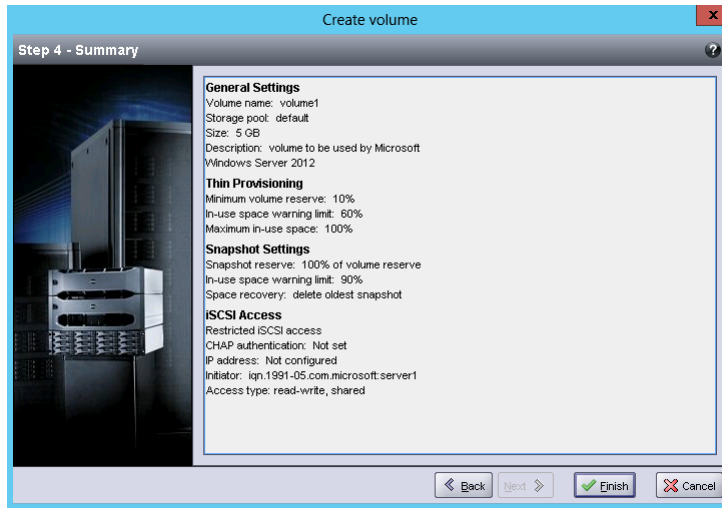 Create volume
x
Step 4 - Summary
?
General Settings
Volume name: volume1
Storage pool: default
Size: 5 GB
Description: volume to be used by Microsoft
Windows Server 2012
Thin Provisioning
Minimum volume reserve: 10%
In-use space warning limit: 60%
Maximum in-use space: 100%
Snapshot Settings
Snapshot reserve: 100% of volume reserve
In-use space warning limit: 90%
Space recovery: delete oldest snapshot
iSCSI Access
Restricted iSCSI access
CHAP authentication: Not set
IP address: Not configured
Initiator: iqn.1991-05.com.microsoft:server1
Access type: read-write, shared
Back Next Finish Cancel